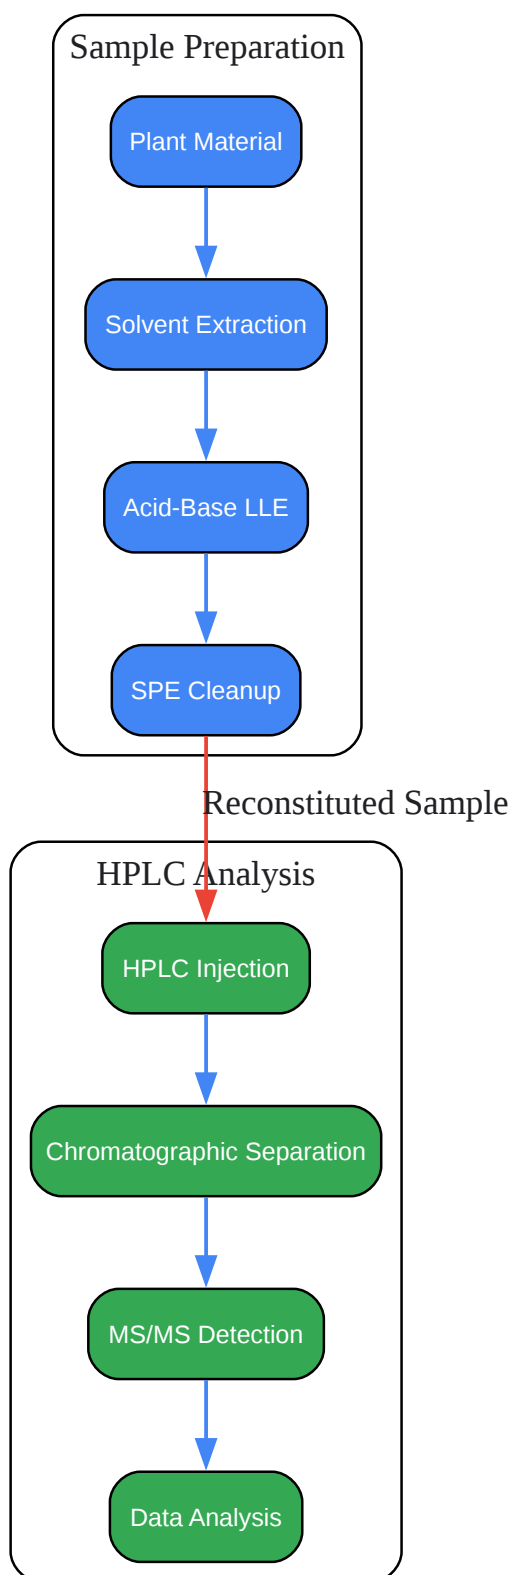 Sample Preparation
Plant Material
Solvent Extraction
Acid-Base LLE
SPE Cleanup
Reconstituted Sample
HPLC Analysis
HPLC Injection
Chromatographic Separation
MS/MS Detection
Data Analysis